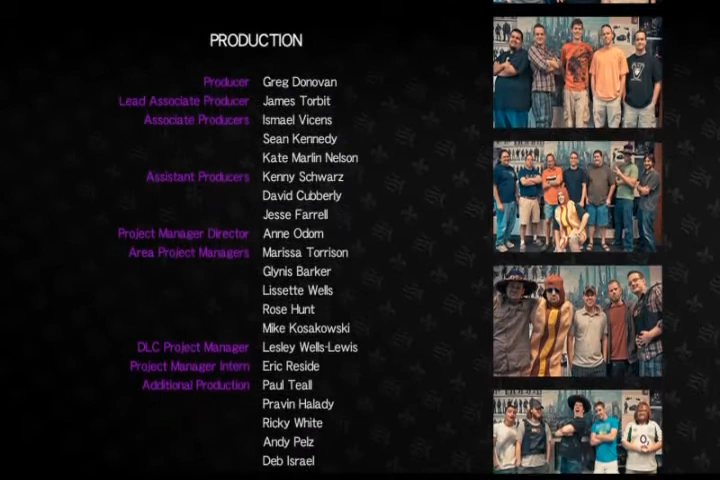 PRODUCTION
Producer Greg Donovan
Lead Associate Producer James Torbit
Associate Producers Ismael Vicens
Sean Kennedy
Kate Marlin Nelson
Assistant Producers Kenny Schwarz
David Cubberly
Jesse Farrell
Project Manager Director Anne Odom
Area Project Managers Marissa Torrison
Glynis Barker
Lissette Wells
Rose Hunt
Mike Kosakowski
DLC Project Manager Lesley Wells-Lewis
Project Manager Intern Eric Reside
Additional Production Paul Teall
Pravin Halady
Ricky White
Andy Pelz
Deb Israel